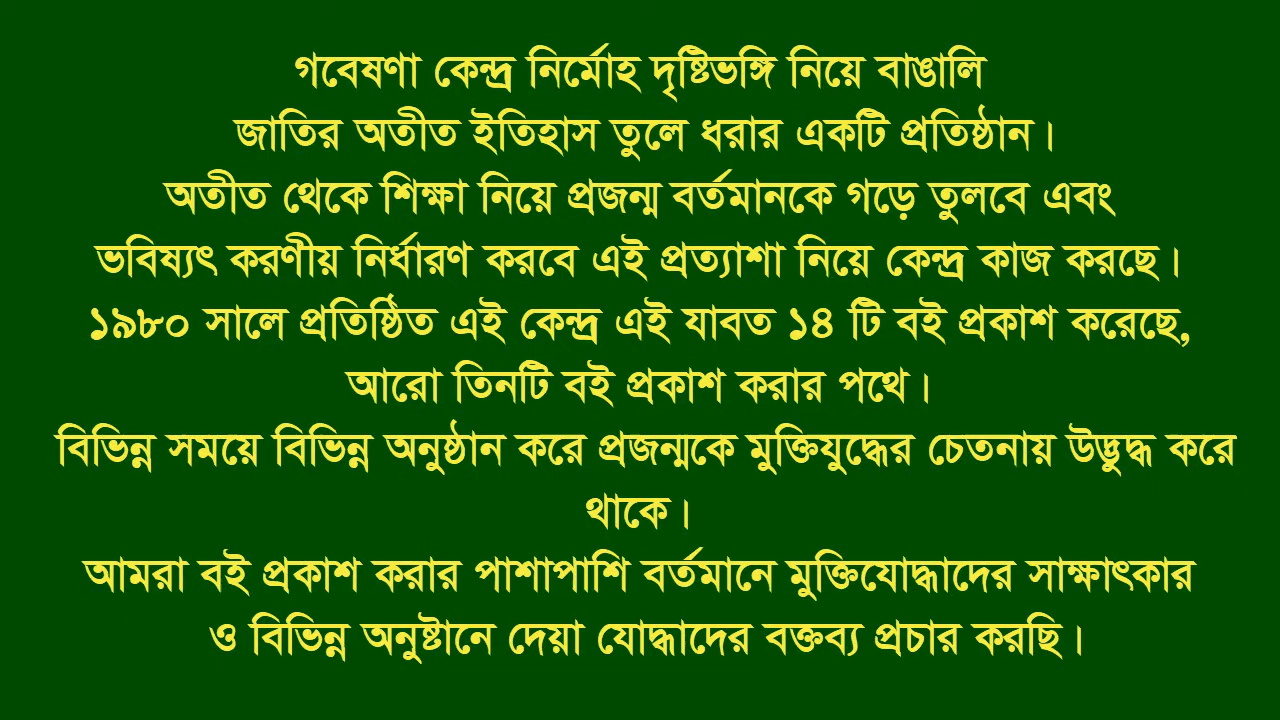 গবেষণা কেন্দ্র নির্মোহ দৃষ্টিভঙ্গি নিয়ে বাঙালি
জাতির অতীত ইতিহাস তুলে ধরার একটি প্রতিষ্ঠান।
অতীত থেকে শিক্ষা নিয়ে প্রজন্ম বর্তমানকে গড়ে তুলবে এবং
ভবিষ্যৎ করণীয় নির্ধারণ করবে এই প্রত্যাশা নিয়ে কেন্দ্র কাজ করছে।
১৯৮০ সালে প্রতিষ্ঠিত এই কেন্দ্র এই যাবত ১৪ টি বই প্রকাশ করেছে,
আরো তিনটি বই প্রকাশ করার পথে।
বিভিন্ন সময়ে বিভিন্ন অনুষ্ঠান করে প্রজন্মকে মুক্তিযুদ্ধের চেতনায় উদ্ভুদ্ধ করে
থাকে।
আমরা বই প্রকাশ করার পাশাপাশি বর্তমানে মুক্তিযোদ্ধাদের সাক্ষাৎকার
ও বিভিন্ন অনুষ্টানে দেয়া যোদ্ধাদের বক্তব্য প্রচার করছি।